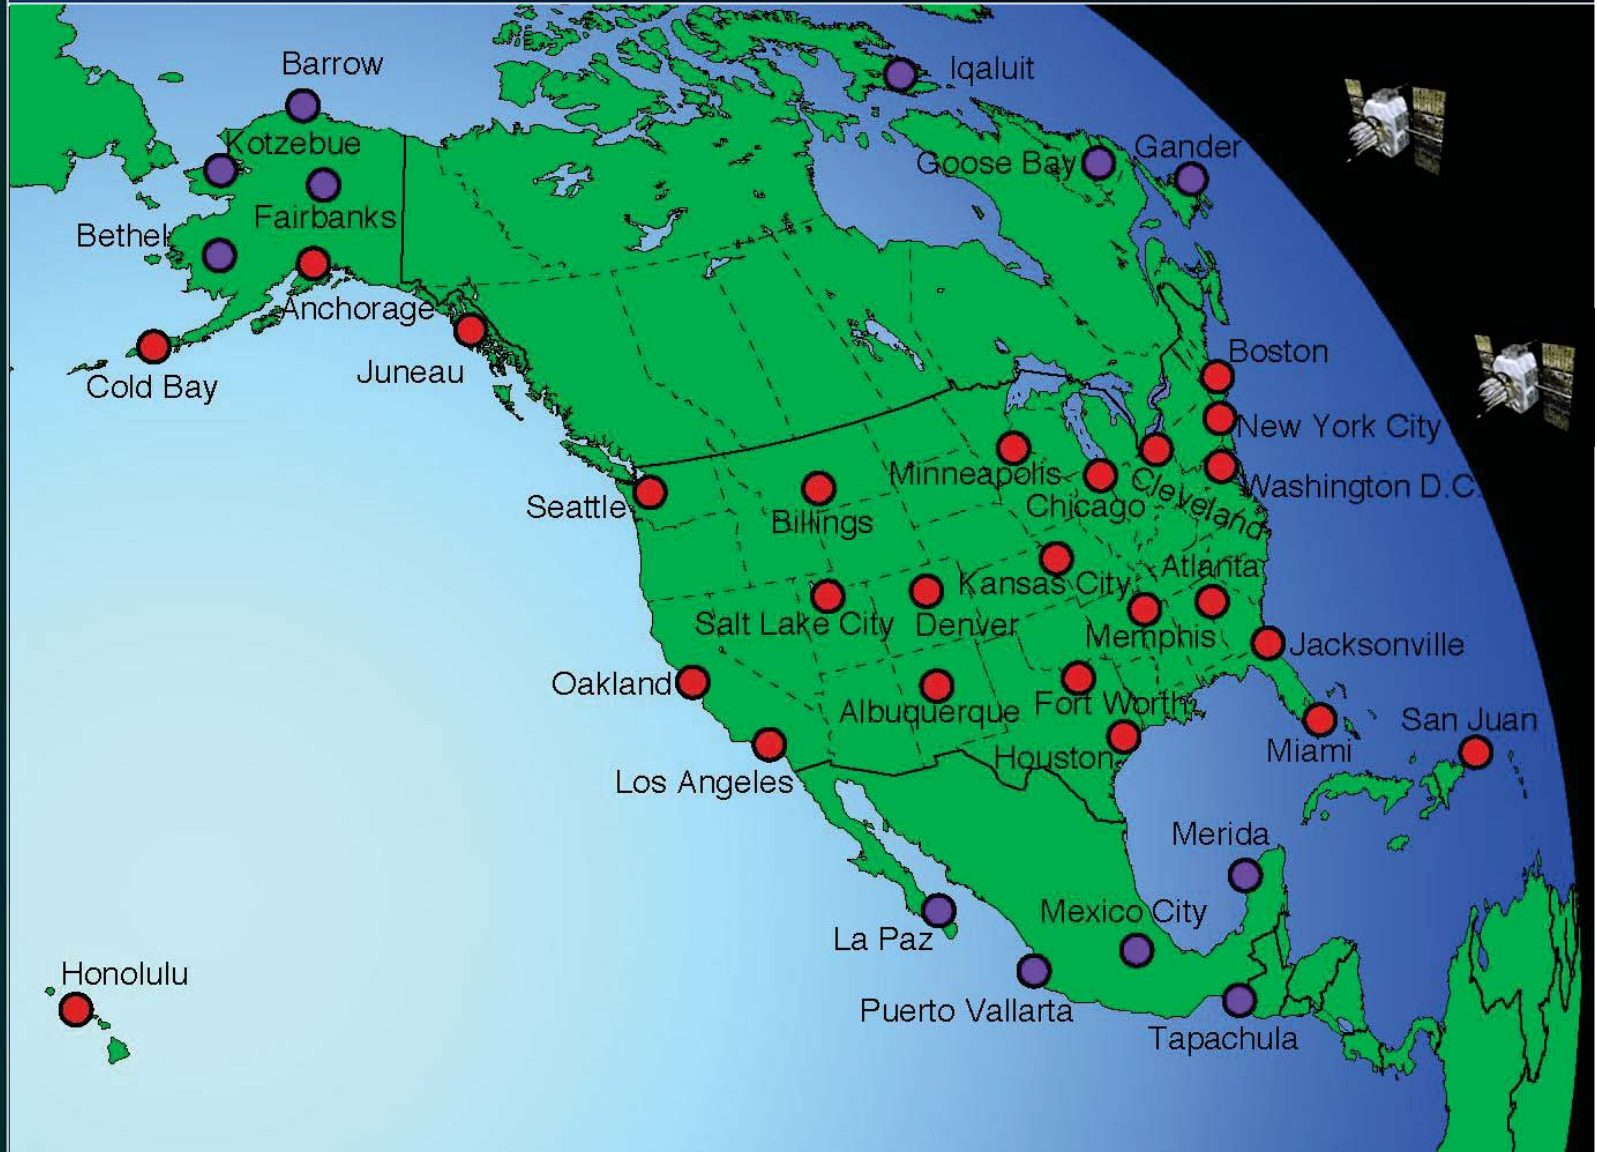 Barrow
Iqaluit
Kotzebue
Gander
Goose Bay
Fairbanks
Bethel
Anchorage
Juneau
Cold Bay
Boston
New York City
Minneapolis
Washington D.C.
Cleveland
Chicago
Seattle
Billings
Atlanta
Kansas City
Salt Lake City
Denver
Memphis
Jacksonville
Oakland
Albuquerque
Fort Worth
San Juan
Miami
Houston
Los Angeles
Merida
Mexico City
La Paz
Honolulu
Puerto Vallarta
Tapachula